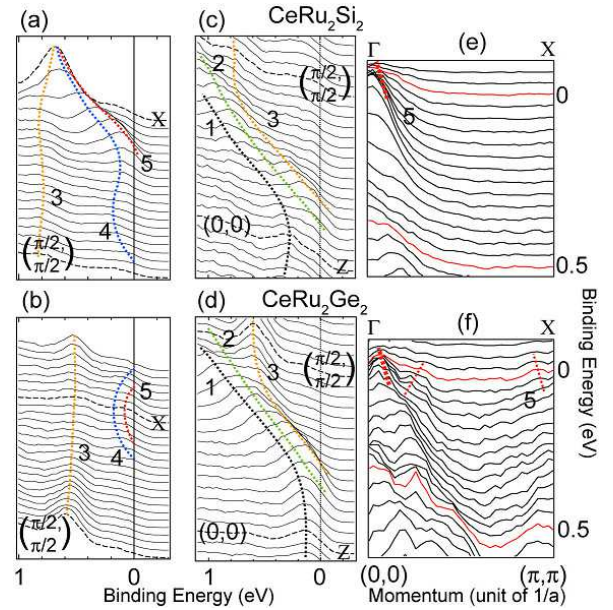 (a)
(c)
CeRu₂Si₂
(e)
Γ
X
2
(π/2,
π/2)
1
3
X
5
5
0
3
4
(0,0)
(π/2,
π/2)
Z
0.5
(b)
(d)
CeRu₂Ge₂
(f)
Γ
X
2
(π/2,
π/2)
1
3
5
X
4
3
5
0
(π/2,
π/2)
(0,0)
Z
0.5
Binding Energy (eV)
1
0
1
0
Binding Energy (eV)
(0,0)
(π,π)
Momentum (unit of 1/a)